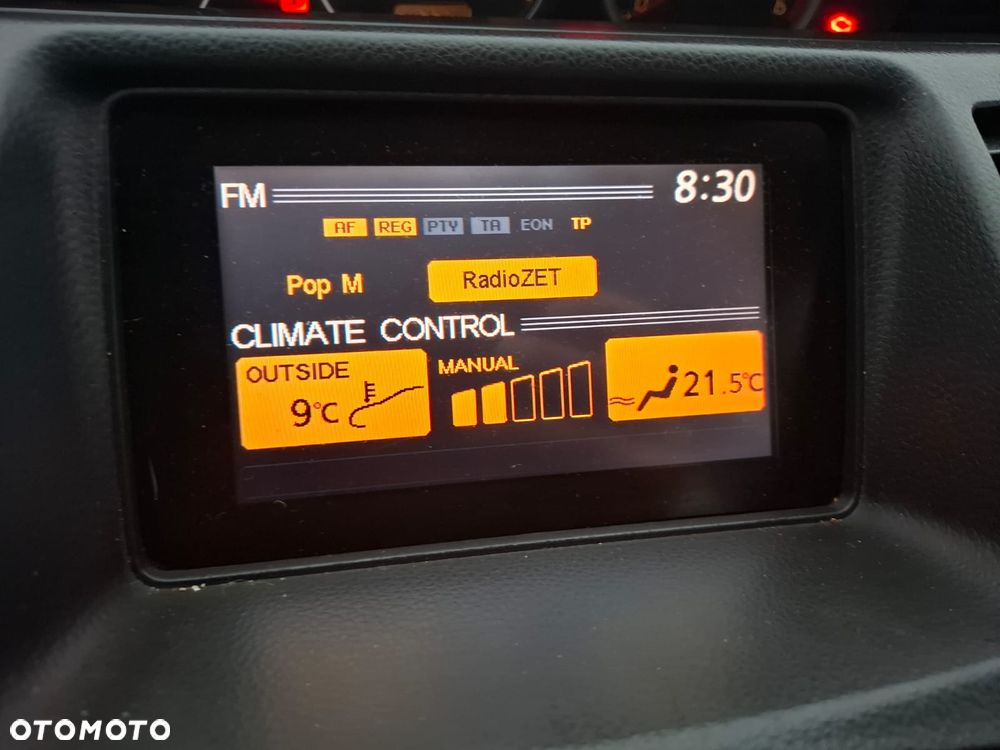 FM 8:30
AF REG PTY TA EON TP
Pop M RadioZET
CLIMATE CONTROL
OUTSIDE MANUAL
9°C 21.5°C
OTOMOTO